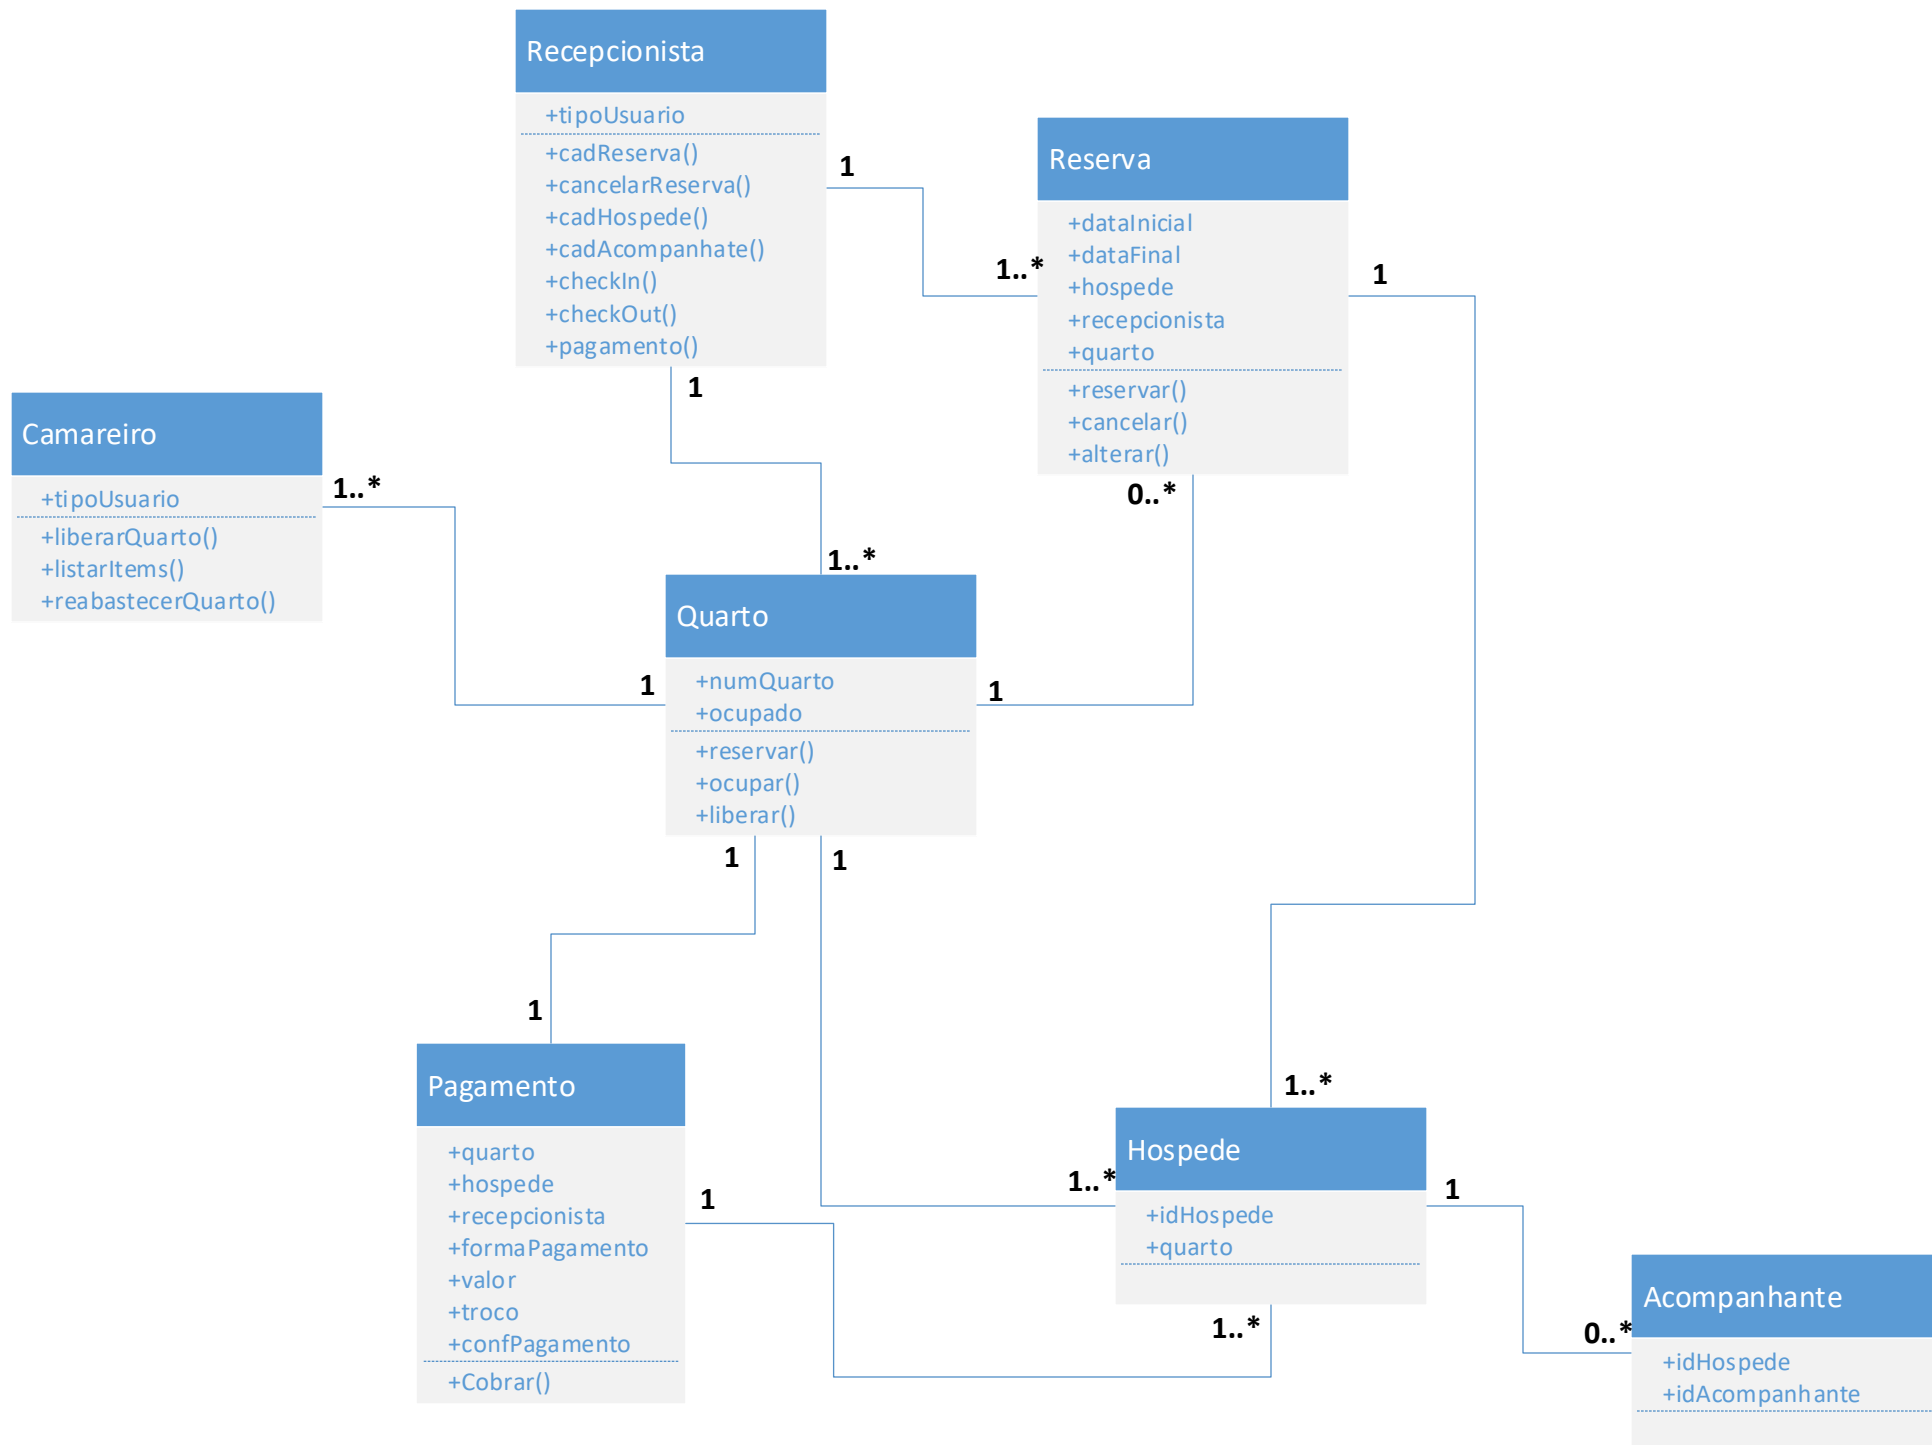 Recepcionista
+tipoUsuario
+cadReserva()
+cancelarReserva()
+cadHospede()
+cadAcompanhate()
+checkIn()
+checkOut()
+pagamento()
1
1..*
1
1..*
Reserva
+dataInicial
+dataFinal
+hospede
+recepcionista
+quarto
+reservar()
+cancelar()
+alterar()
1
0..*
Camareiro
+tipoUsuario
+liberarQuarto()
+listarItems()
+reabastecerQuarto()
1..*
1
Quarto
+numQuarto
+ocupado
+reservar()
+ocupar()
+liberar()
1
1
1
1
Pagamento
+quarto
+hospede
+recepcionista
+formaPagamento
+valor
+troco
+confPagamento
+Cobrar()
1
1..*
1..*
Hospede
+idHospede
+quarto
1..*
1
0..*
Acompanhante
+idHospede
+idAcompanhante